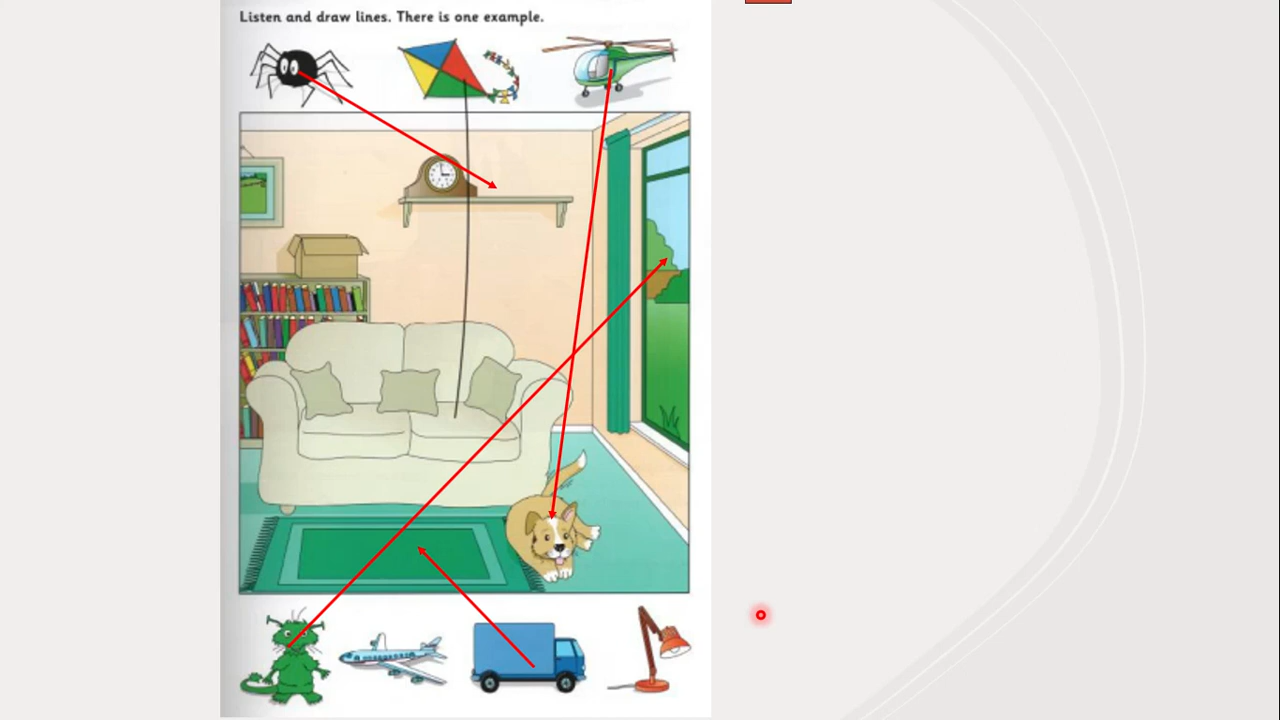 Listen and draw lines. There is one example.